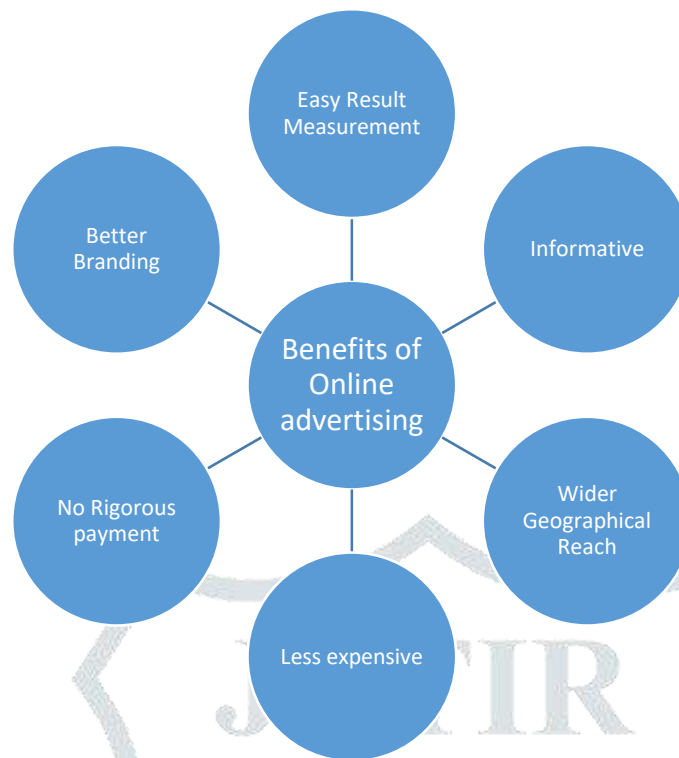 Easy Result
Measurement
Better
Branding
Informative
Benefits of
Online
advertising
No Rigorous
payment
Wider
Geographical
Reach
Less expensive